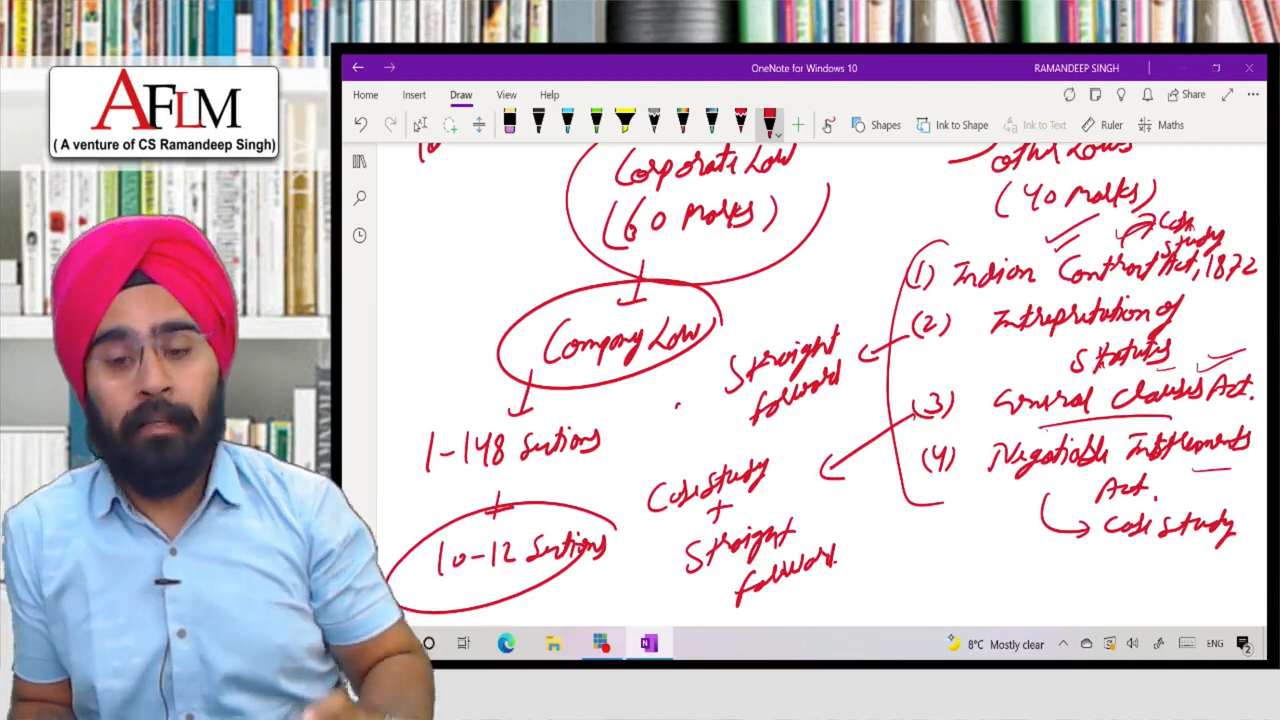 AFLM
( A venture of CS Ramandeep Singh)
OneNote for Windows 10
RAMANDEEP SINGH
Home Insert Draw View Help
Share
Shapes
Ink to Shape
Ink to Text
Ruler
Maths
Corporate Law
(60 Marks)
Company Law
1-148 Sections
10-12 Sections
other Laws
(40 Marks)
Case
Study
(1) Indian Contract Act, 1872
(2) Intrepretation of
Statutes
Straight
forward
(3) General Clauses Act.
Case study
+
Straight
forward.
(4) Negotiable Instruments
Act.
Case study
8°C Mostly clear
ENG
2